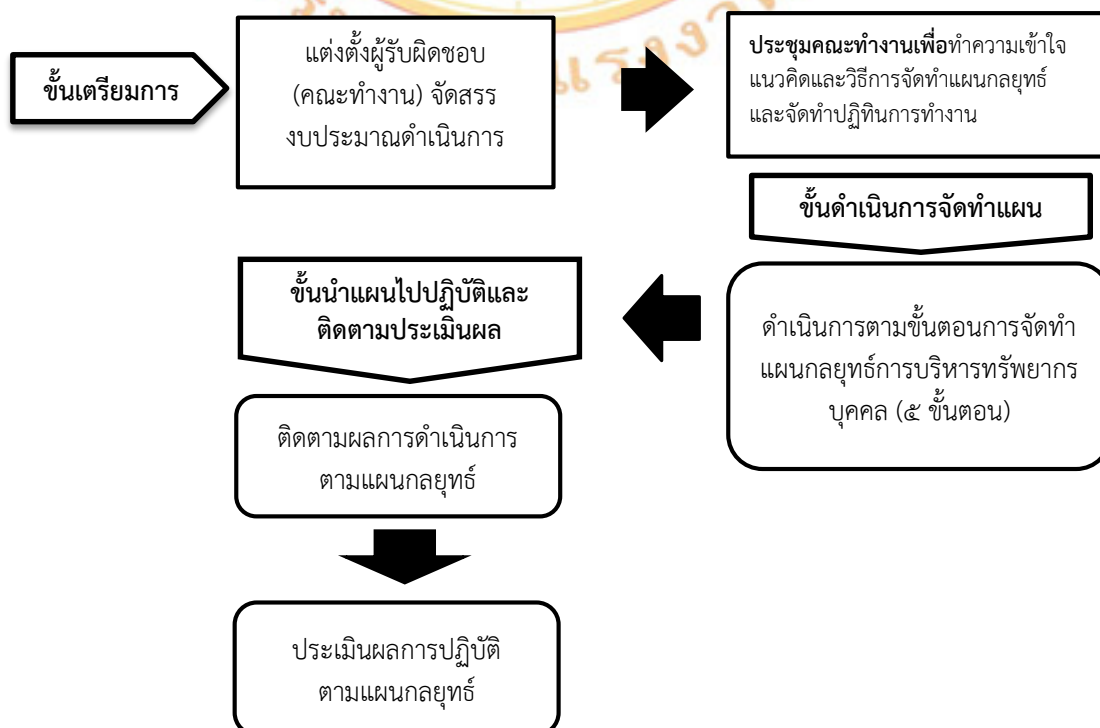 ขั้นเตรียมการ
แต่งตั้งผู้รับผิดชอบ
(คณะทำงาน) จัดสรร
งบประมาณดำเนินการ
ประชุมคณะทำงานเพื่อทำความเข้าใจ
แนวคิดและวิธีการจัดทำแผนกลยุทธ์
และจัดทำปฏิทินการทำงาน
ขั้นดำเนินการจัดทำแผน
ดำเนินการตามขั้นตอนการจัดทำ
แผนกลยุทธ์การบริหารทรัพยากร
บุคคล (๕ ขั้นตอน)
ขั้นนำแผนไปปฏิบัติและ
ติดตามประเมินผล
ติดตามผลการดำเนินการ
ตามแผนกลยุทธ์
ประเมินผลการปฏิบัติ
ตามแผนกลยุทธ์